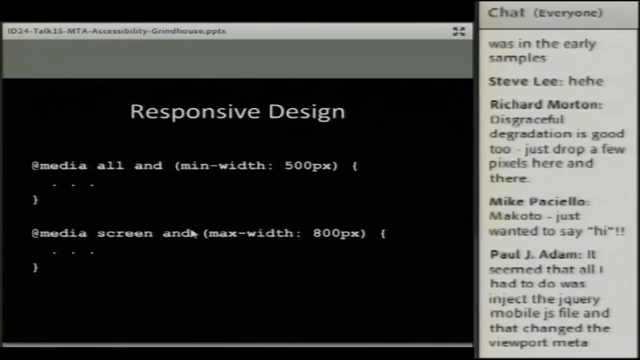 ID24-Talk15-MTA-Accessibility-Grindhouse.pptx
Responsive Design
@media all and (min-width: 500px) {
. . .
}
@media screen and (max-width: 800px) {
. . .
}
Chat (Everyone)
was in the early
samples
Steve Lee: hehe
Richard Morton:
Disgraceful
degradation is good
too - just drop a few
pixels here and
there.
Mike Paciello:
Makoto - just
wanted to say "hi"!!
Paul J. Adam: It
seemed that all I
had to do was
inject the jquery
mobile js file and
that changed the
viewport meta